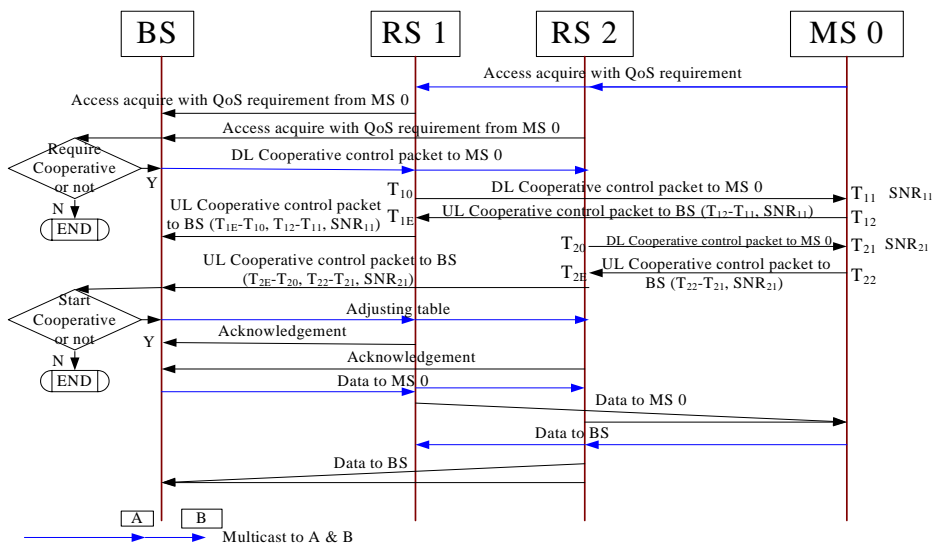 BS
RS 1
RS 2
MS 0
Access acquire with QoS requirement
Access acquire with QoS requirement from MS 0
Access acquire with QoS requirement from MS 0
Require
Cooperative
or not
Y
N
END
DL Cooperative control packet to MS 0
T10
DL Cooperative control packet to MS 0
T11 SNR11
UL Cooperative control packet
to BS (T1E-T10, T12-T11, SNR11)
T1E
UL Cooperative control packet to BS (T12-T11, SNR11)
T12
T20
DL Cooperative control packet to MS 0
T21 SNR21
UL Cooperative control packet to BS
(T2E-T20, T22-T21, SNR21)
T2E
UL Cooperative control packet to
BS (T22-T21, SNR21)
T22
Start
Cooperative
or not
Y
N
END
Adjusting table
Acknowledgement
Acknowledgement
Data to MS 0
Data to MS 0
Data to BS
Data to BS
A
B
Multicast to A & B